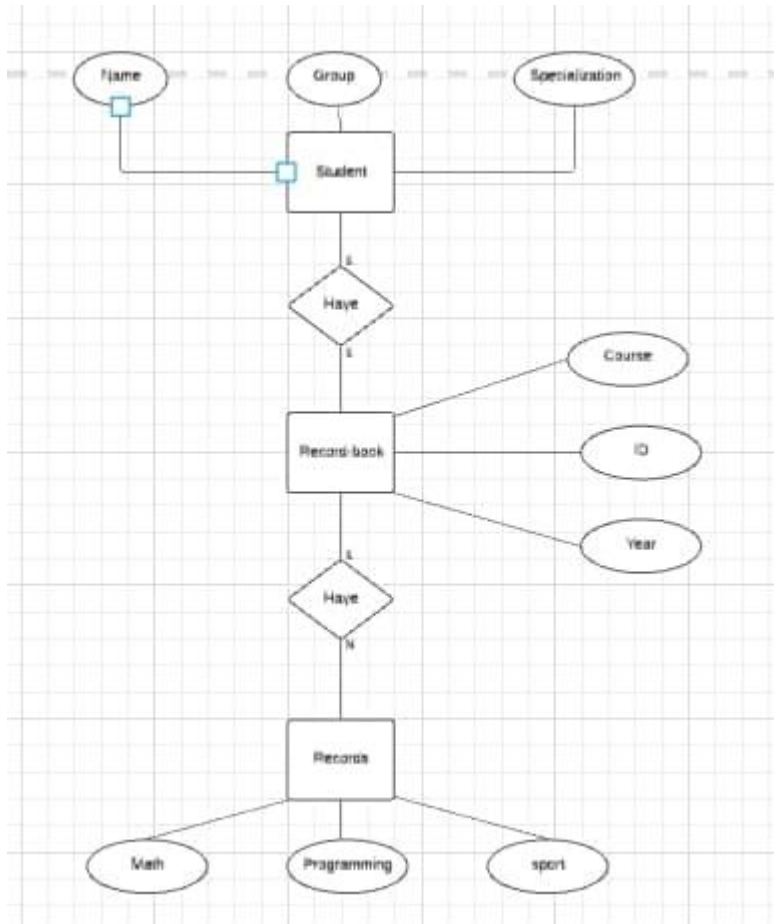 Name
Group
Specialization
Student
1
Have
1
Course
Record-book
ID
Year
1
Have
N
Records
Math
Programming
sport